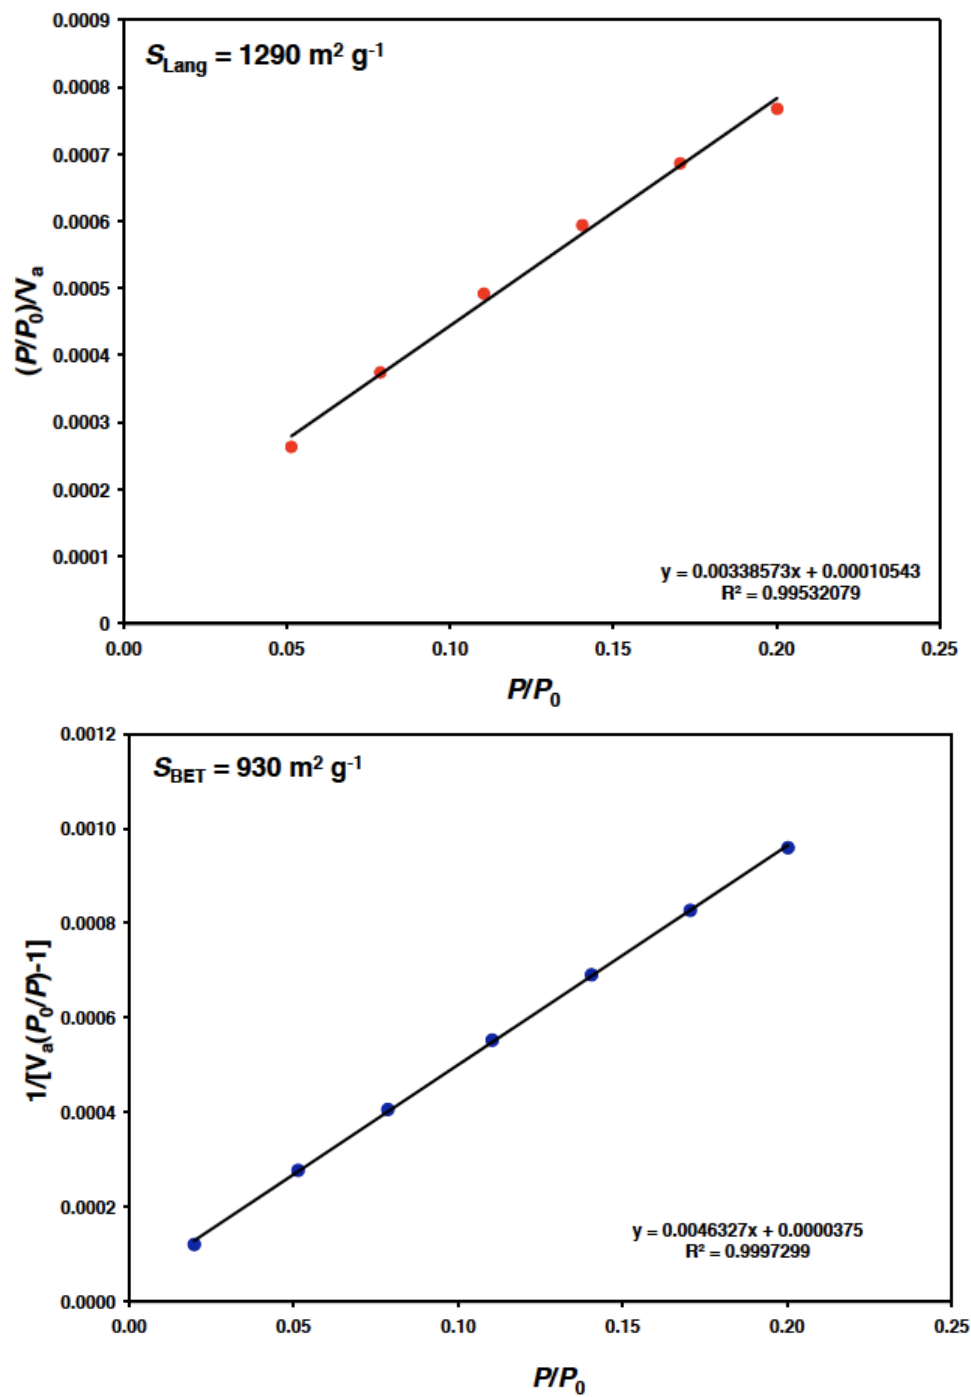 S_Lang = 1290 m² g⁻¹
0.0009
0.0008
0.0007
0.0006
0.0005
0.0004
0.0003
0.0002
0.0001
0
(P/P₀)/Vₐ
y = 0.00338573x + 0.00010543
R² = 0.99532079
0.00 0.05 0.10 0.15 0.20 0.25
P/P₀
S_BET = 930 m² g⁻¹
0.0012
0.0010
0.0008
0.0006
0.0004
0.0002
0.0000
1/[Vₐ(P₀/P)-1]
y = 0.0046327x + 0.0000375
R² = 0.9997299
0.00 0.05 0.10 0.15 0.20 0.25
P/P₀